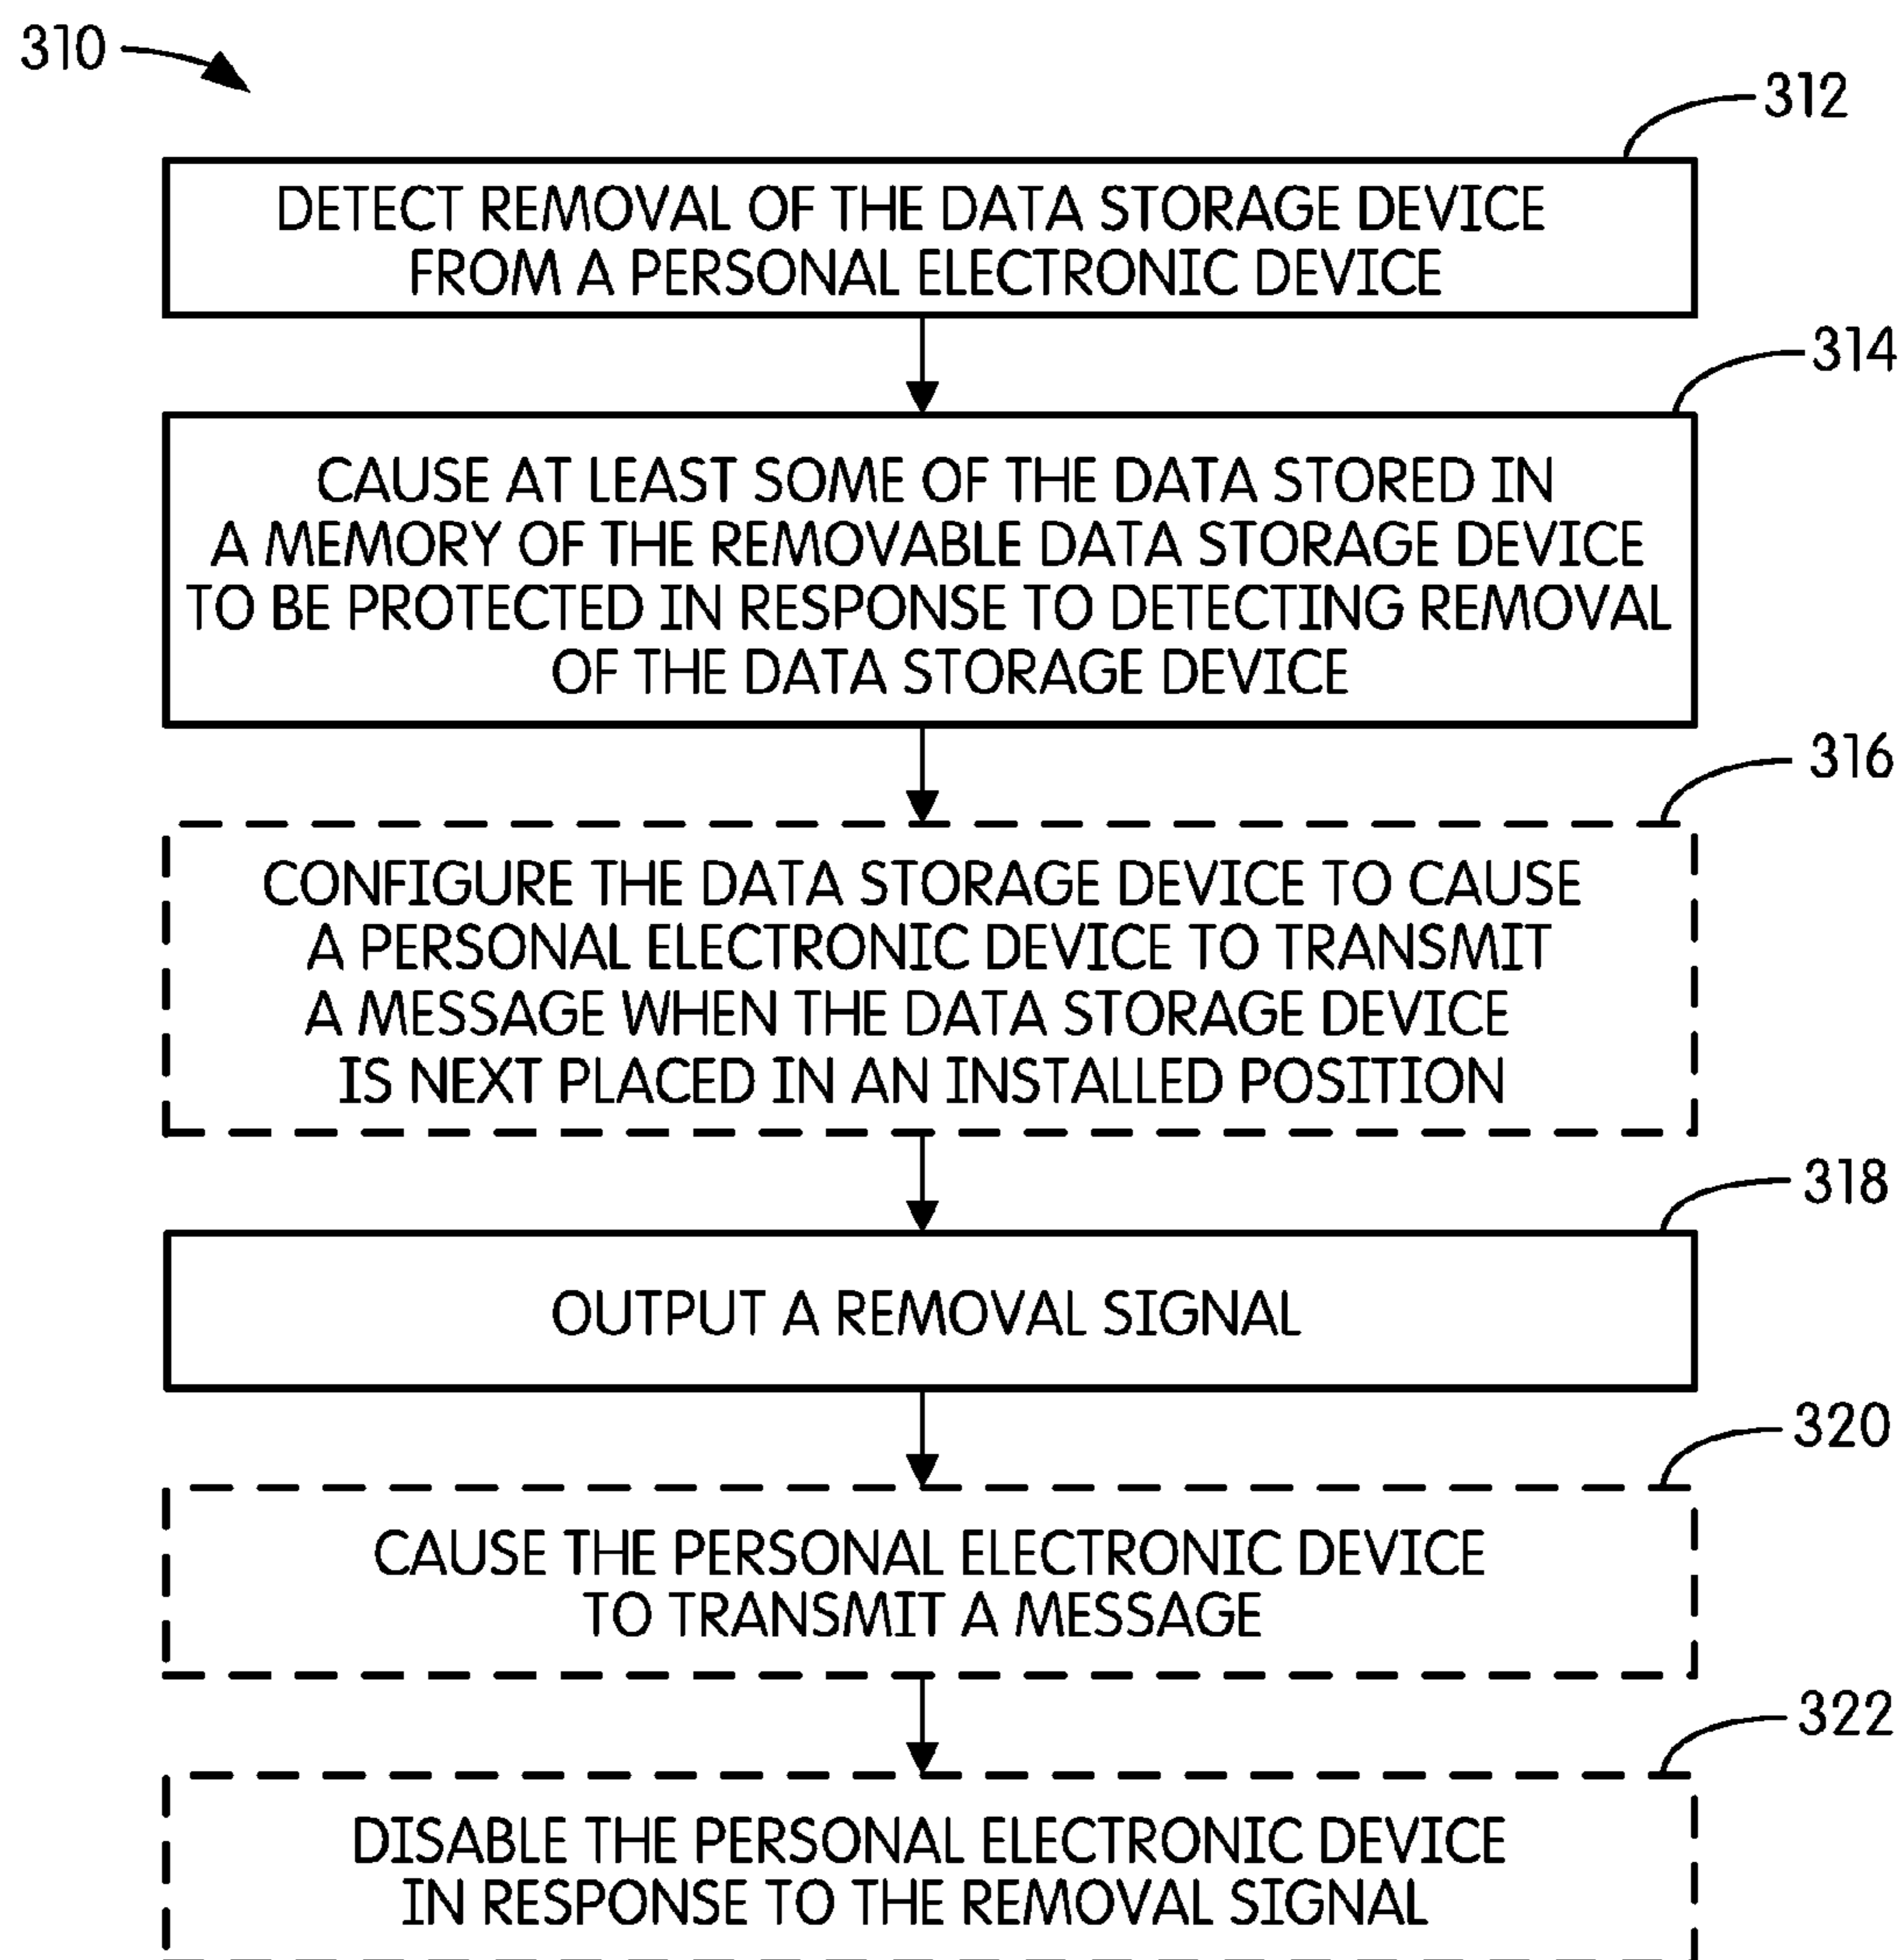 310
312
DETECT REMOVAL OF THE DATA STORAGE DEVICE
FROM A PERSONAL ELECTRONIC DEVICE
314
CAUSE AT LEAST SOME OF THE DATA STORED IN
A MEMORY OF THE REMOVABLE DATA STORAGE DEVICE
TO BE PROTECTED IN RESPONSE TO DETECTING REMOVAL
OF THE DATA STORAGE DEVICE
316
CONFIGURE THE DATA STORAGE DEVICE TO CAUSE
A PERSONAL ELECTRONIC DEVICE TO TRANSMIT
A MESSAGE WHEN THE DATA STORAGE DEVICE
IS NEXT PLACED IN AN INSTALLED POSITION
318
OUTPUT A REMOVAL SIGNAL
320
CAUSE THE PERSONAL ELECTRONIC DEVICE
TO TRANSMIT A MESSAGE
322
DISABLE THE PERSONAL ELECTRONIC DEVICE
IN RESPONSE TO THE REMOVAL SIGNAL